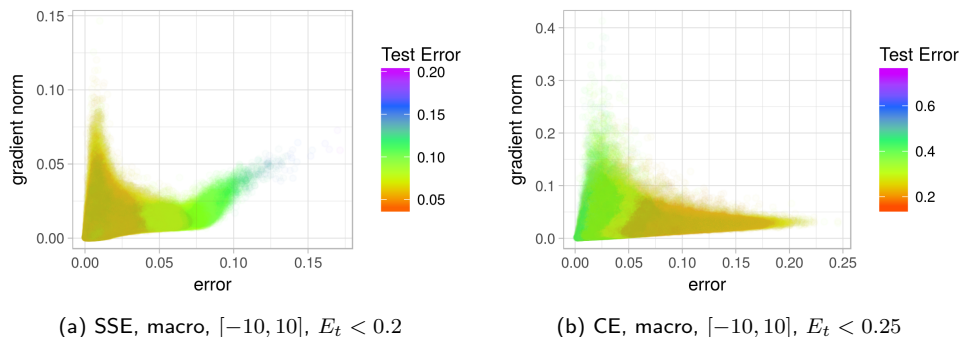 0.15
0.10
0.05
0.00
gradient norm
0.00 0.05 0.10 0.15
error
Test Error
0.20
0.15
0.10
0.05
(a) SSE, macro, [−10, 10], E_t < 0.2
0.4
0.3
0.2
0.1
0.0
gradient norm
0.00 0.05 0.10 0.15 0.20 0.25
error
Test Error
0.6
0.4
0.2
(b) CE, macro, [−10, 10], E_t < 0.25